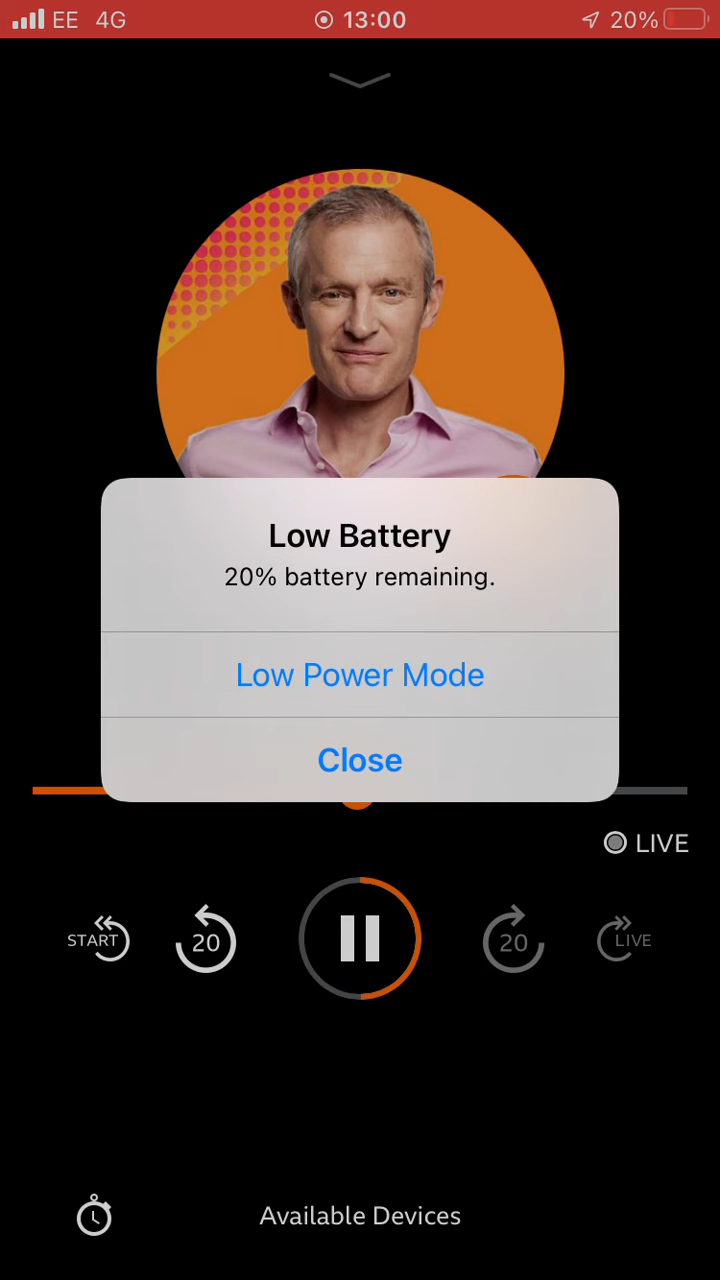 EE 4G 13:00 20%
Low Battery
20% battery remaining.
Low Power Mode
Close
LIVE
START 20 20 LIVE
Available Devices